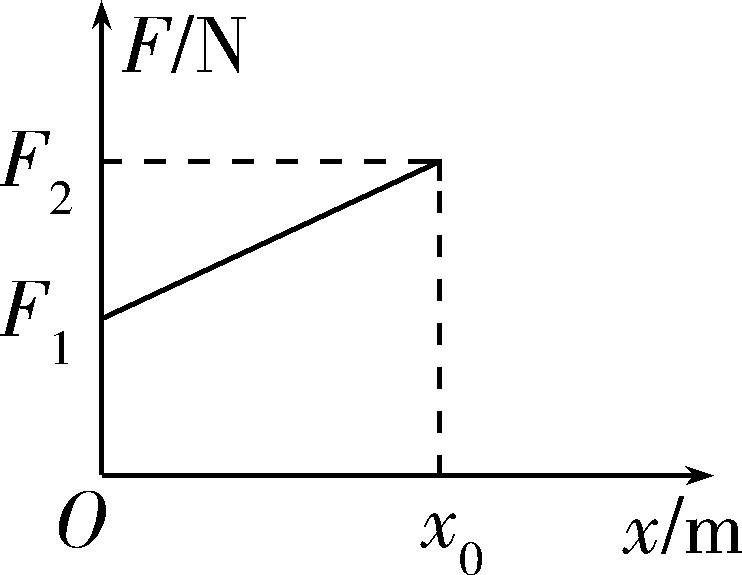 F/N
F₂
F₁
O
x₀
x/m